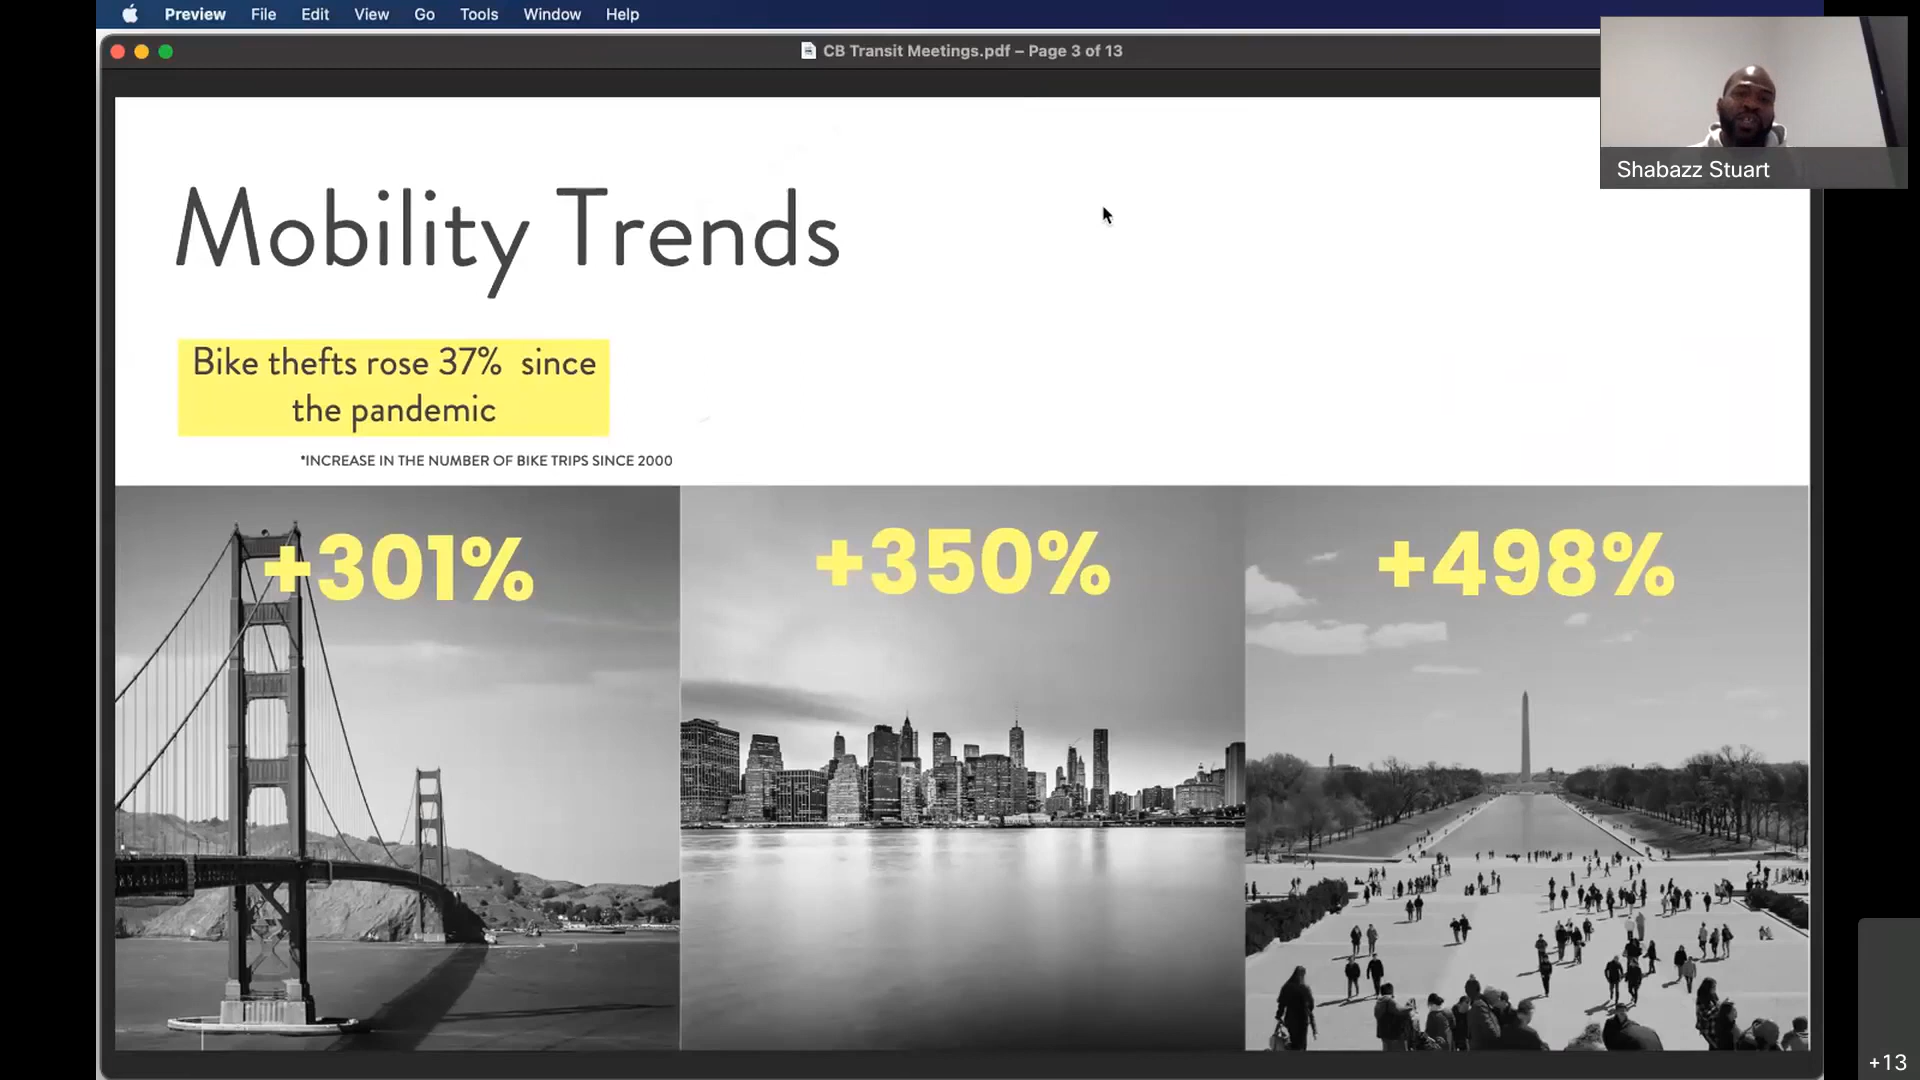 Preview File Edit View Go Tools Window Help
CB Transit Meetings.pdf – Page 3 of 13
Shabazz Stuart
Mobility Trends
Bike thefts rose 37% since
the pandemic
*INCREASE IN THE NUMBER OF BIKE TRIPS SINCE 2000
+301%
+350%
+498%
+13